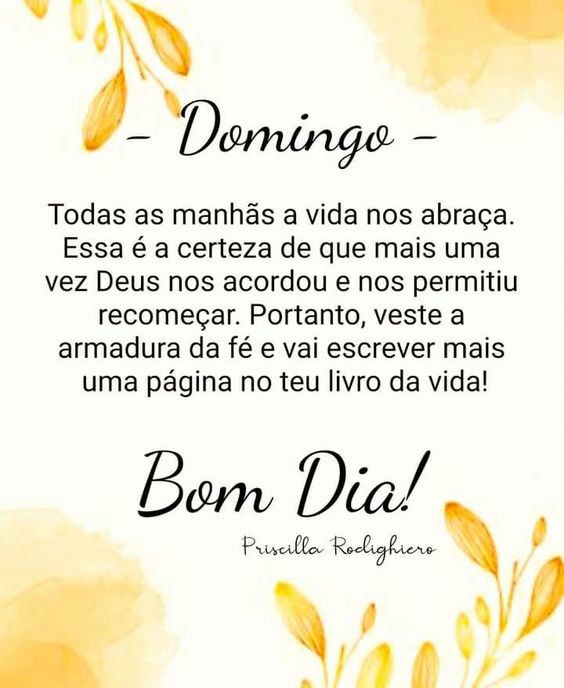 - Domingo -
Todas as manhãs a vida nos abraça.
Essa é a certeza de que mais uma
vez Deus nos acordou e nos permitiu
recomeçar. Portanto, veste a
armadura da fé e vai escrever mais
uma página no teu livro da vida!
Bom Dia!
Priscilla Rodighiero